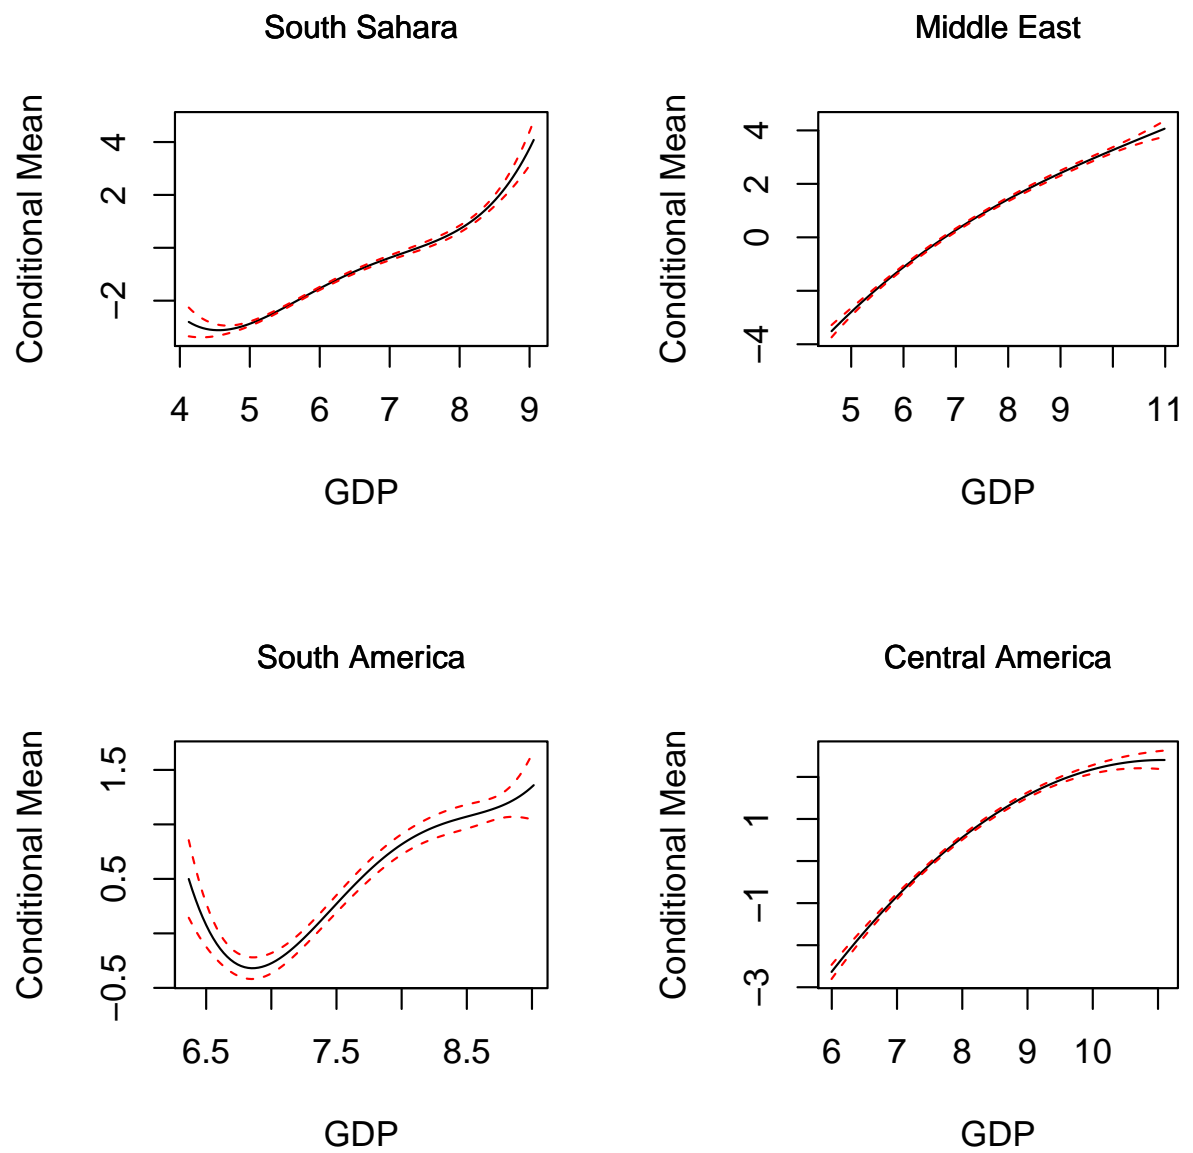 South Sahara
Conditional Mean
4
2
−2
4 5 6 7 8 9
GDP
Middle East
Conditional Mean
4
2
0
−4
5 6 7 8 9 11
GDP
South America
Conditional Mean
1.5
0.5
−0.5
6.5 7.5 8.5
GDP
Central America
Conditional Mean
1
−1
−3
6 7 8 9 10
GDP